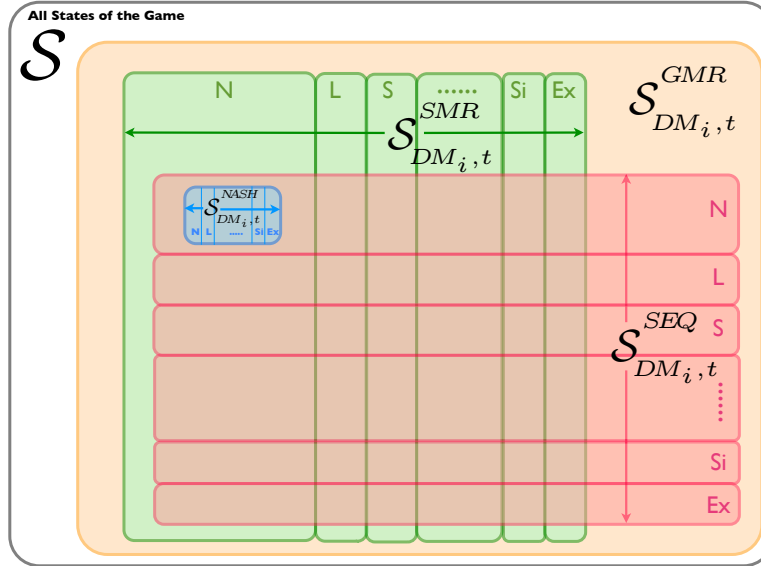 All States of the Game
𝒮
N L S ...... Si Ex
𝒮^{GMR}_{DM_i,t}
𝒮^{SMR}_{DM_i,t}
𝒮^{NASH}_{DM_i,t}
N L ..... Si Ex
N
L
𝒮^{SEQ}_{DM_i,t}
S
......
Si
Ex